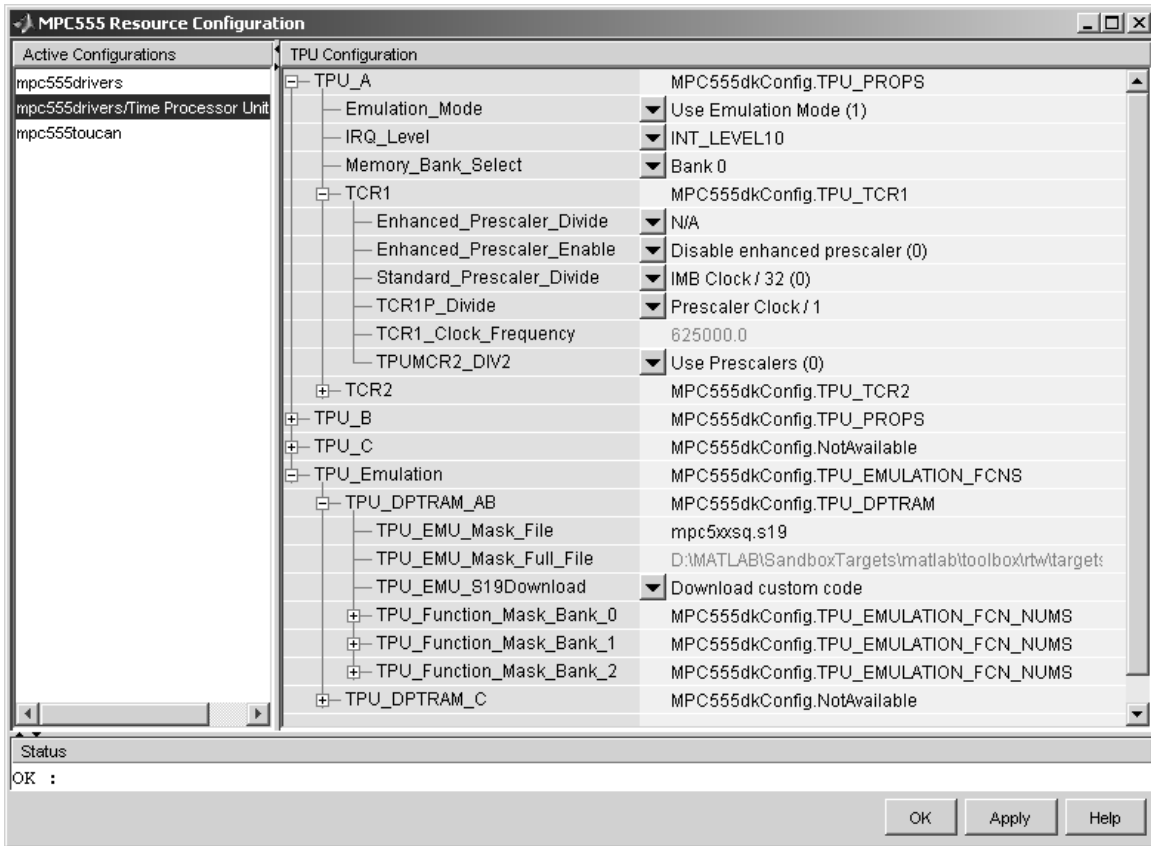 MPC555 Resource Configuration
Active Configurations
mpc555drivers
mpc555drivers/Time Processor Unit
mpc555toucan
TPU Configuration
TPU_A MPC555dkConfig.TPU_PROPS
Emulation_Mode Use Emulation Mode (1)
IRQ_Level INT_LEVEL10
Memory_Bank_Select Bank 0
TCR1 MPC555dkConfig.TPU_TCR1
Enhanced_Prescaler_Divide N/A
Enhanced_Prescaler_Enable Disable enhanced prescaler (0)
Standard_Prescaler_Divide IMB Clock / 32 (0)
TCR1P_Divide Prescaler Clock / 1
TCR1_Clock_Frequency 625000.0
TPUMCR2_DIV2 Use Prescalers (0)
TCR2 MPC555dkConfig.TPU_TCR2
TPU_B MPC555dkConfig.TPU_PROPS
TPU_C MPC555dkConfig.NotAvailable
TPU_Emulation MPC555dkConfig.TPU_EMULATION_FCNS
TPU_DPTRAM_AB MPC555dkConfig.TPU_DPTRAM
TPU_EMU_Mask_File mpc5xxsq.s19
TPU_EMU_Mask_Full_File D:\MATLAB\SandboxTargets\matlab\toolbox\rtw\targets
TPU_EMU_S19Download Download custom code
TPU_Function_Mask_Bank_0 MPC555dkConfig.TPU_EMULATION_FCN_NUMS
TPU_Function_Mask_Bank_1 MPC555dkConfig.TPU_EMULATION_FCN_NUMS
TPU_Function_Mask_Bank_2 MPC555dkConfig.TPU_EMULATION_FCN_NUMS
TPU_DPTRAM_C MPC555dkConfig.NotAvailable
Status
OK :
OK Apply Help